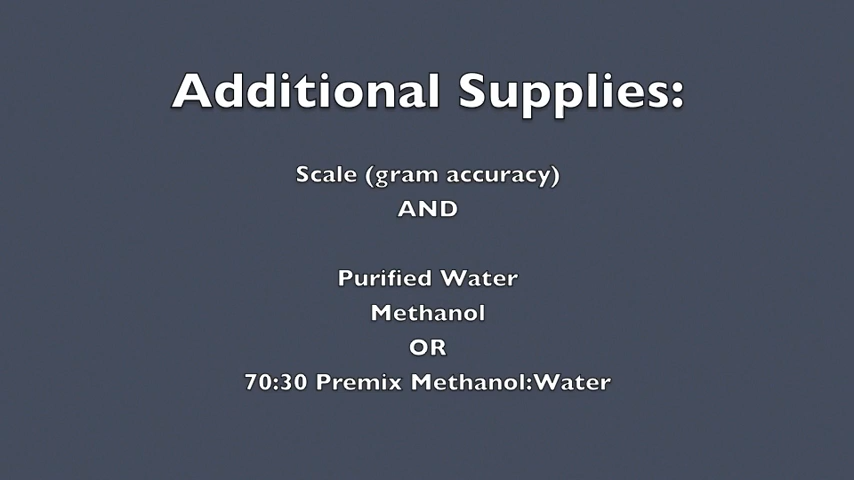 Additional Supplies:
Scale (gram accuracy)
AND
Purified Water
Methanol
OR
70:30 Premix Methanol:Water